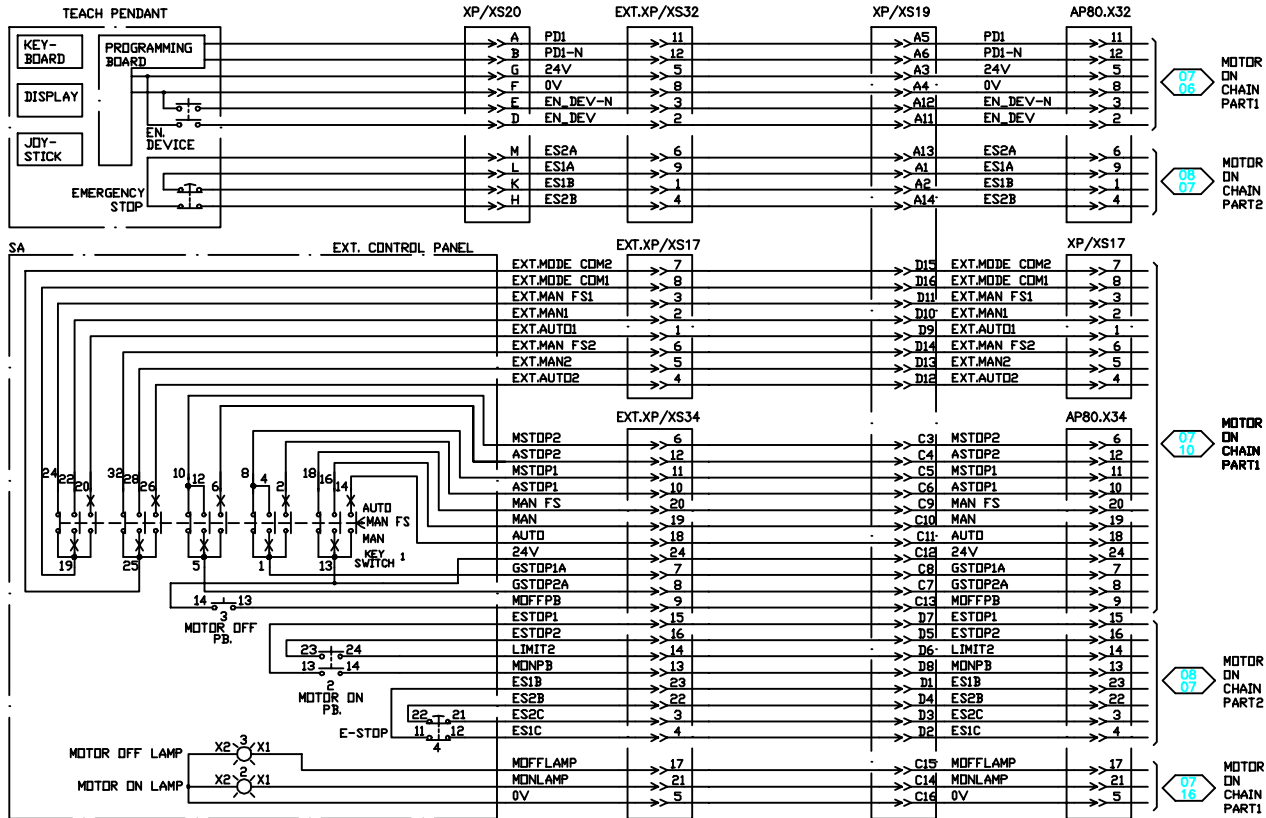 TEACH PENDANT XP/XS20 EXT.XP/XS32 XP/XS19 AP80.X32
KEY-
BOARD
PROGRAMMING
BOARD
DISPLAY
JOY-
STICK
EN.
DEVICE
EMERGENCY
STOP
A PD1 11 A5 PD1 11
B PD1-N 12 A6 PD1-N 12
G 24V 5 A3 24V 5
F 0V 8 A4 0V 8
E EN_DEV-N 3 A12 EN_DEV-N 3
D EN_DEV 2 A11 EN_DEV 2
07
06
MOTOR
ON
CHAIN
PART1
M ES2A 6 A13 ES2A 6
L ES1A 9 A1 ES1A 9
K ES1B 1 A2 ES1B 1
H ES2B 4 A14 ES2B 4
08
07
MOTOR
ON
CHAIN
PART2
SA EXT. CONTROL PANEL EXT.XP/XS17 XP/XS17
EXT.MODE COM2 7 D15 EXT.MODE COM2 7
EXT.MODE COM1 8 D16 EXT.MODE COM1 8
EXT.MAN FS1 3 D11 EXT.MAN FS1 3
EXT.MAN1 2 D10 EXT.MAN1 2
EXT.AUTO1 1 D9 EXT.AUTO1 1
EXT.MAN FS2 6 D14 EXT.MAN FS2 6
EXT.MAN2 5 D13 EXT.MAN2 5
EXT.AUTO2 4 D12 EXT.AUTO2 4
EXT.XP/XS34 AP80.X34
MSTOP2 6 C3 MSTOP2 6
ASTOP2 12 C4 ASTOP2 12
MSTOP1 11 C5 MSTOP1 11
ASTOP1 10 C6 ASTOP1 10
MAN FS 20 C9 MAN FS 20
MAN 19 C10 MAN 19
AUTO 18 C11 AUTO 18
24V 24 C12 24V 24
GSTOP1A 7 C8 GSTOP1A 7
GSTOP2A 8 C7 GSTOP2A 8
MOFFPB 9 C13 MOFFPB 9
07
10
MOTOR
ON
CHAIN
PART1
24 22 20 32 28 26 10 12 6 8 4 2 18 16 14
AUTO
MAN FS
MAN
KEY
SWITCH 1
19 25 5 1 13
14 13
3
MOTOR OFF
PB.
ESTOP1 15 D7 ESTOP1 15
ESTOP2 16 D5 ESTOP2 16
LIMIT2 14 D6 LIMIT2 14
MONPB 13 D8 MONPB 13
ES1B 23 D1 ES1B 23
ES2B 22 D4 ES2B 22
ES2C 3 D3 ES2C 3
ES1C 4 D2 ES1C 4
08
07
MOTOR
ON
CHAIN
PART2
23 24
13 14
2
MOTOR ON
PB.
22 21
E-STOP 11 12
4
MOTOR OFF LAMP X2 3 X1
MOTOR ON LAMP X2 2 X1
MOFFLAMP 17 C15 MOFFLAMP 17
MONLAMP 21 C14 MONLAMP 21
0V 5 C16 0V 5
07
16
MOTOR
ON
CHAIN
PART1